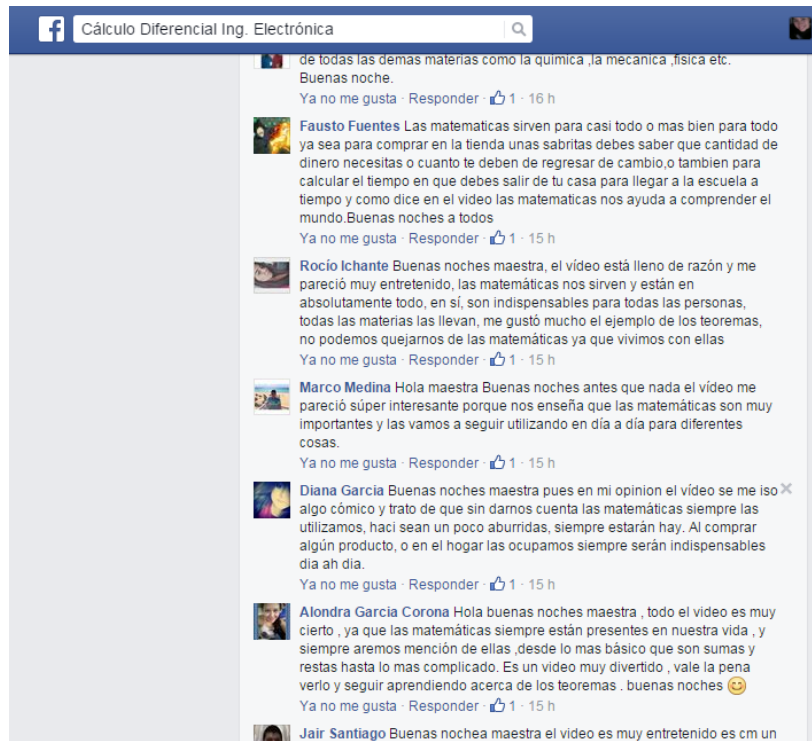 Cálculo Diferencial Ing. Electrónica
de todas las demas materias como la quimica ,la mecanica ,fisica etc.
Buenas noche.
Ya no me gusta · Responder · 1 · 16 h
Fausto Fuentes Las matematicas sirven para casi todo o mas bien para todo
ya sea para comprar en la tienda unas sabritas debes saber que cantidad de
dinero necesitas o cuanto te deben de regresar de cambio,o tambien para
calcular el tiempo en que debes salir de tu casa para llegar a la escuela a
tiempo y como dice en el video las matematicas nos ayuda a comprender el
mundo.Buenas noches a todos
Ya no me gusta · Responder · 1 · 15 h
Rocío Ichante Buenas noches maestra, el vídeo está lleno de razón y me
pareció muy entretenido, las matemáticas nos sirven y están en
absolutamente todo, en sí, son indispensables para todas las personas,
todas las materias las llevan, me gustó mucho el ejemplo de los teoremas,
no podemos quejarnos de las matemáticas ya que vivimos con ellas
Ya no me gusta · Responder · 1 · 15 h
Marco Medina Hola maestra Buenas noches antes que nada el vídeo me
pareció súper interesante porque nos enseña que las matemáticas son muy
importantes y las vamos a seguir utilizando en día a día para diferentes
cosas.
Ya no me gusta · Responder · 1 · 15 h
Diana Garcia Buenas noches maestra pues en mi opinion el vídeo se me iso
algo cómico y trato de que sin darnos cuenta las matemáticas siempre las
utilizamos, haci sean un poco aburridas, siempre estarán hay. Al comprar
algún producto, o en el hogar las ocupamos siempre serán indispensables
dia ah dia.
Ya no me gusta · Responder · 1 · 15 h
Alondra Garcia Corona Hola buenas noches maestra , todo el video es muy
cierto , ya que las matemáticas siempre están presentes en nuestra vida , y
siempre aremos mención de ellas ,desde lo mas básico que son sumas y
restas hasta lo mas complicado. Es un video muy divertido , vale la pena
verlo y seguir aprendiendo acerca de los teoremas . buenas noches 😊
Ya no me gusta · Responder · 1 · 15 h
Jair Santiago Buenas nochea maestra el video es muy entretenido es cm un